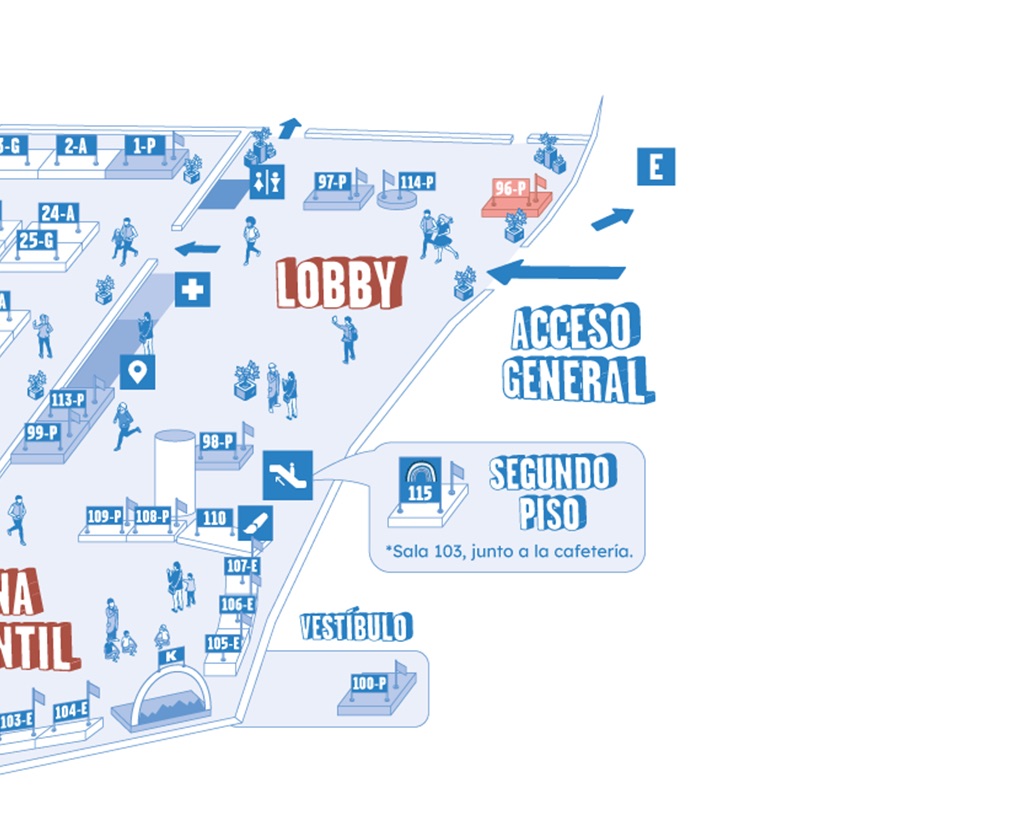 3-G
2-A
1-P
E
97-P
114-P
96-P
24-A
25-G
LOBBY
A
ACCESO
GENERAL
113-P
99-P
98-P
115
SEGUNDO
PISO
*Sala 103, junto a la cafetería.
109-P
108-P
110
107-E
106-E
105-E
NA
NTIL
VESTÍBULO
K
100-P
103-E
104-E